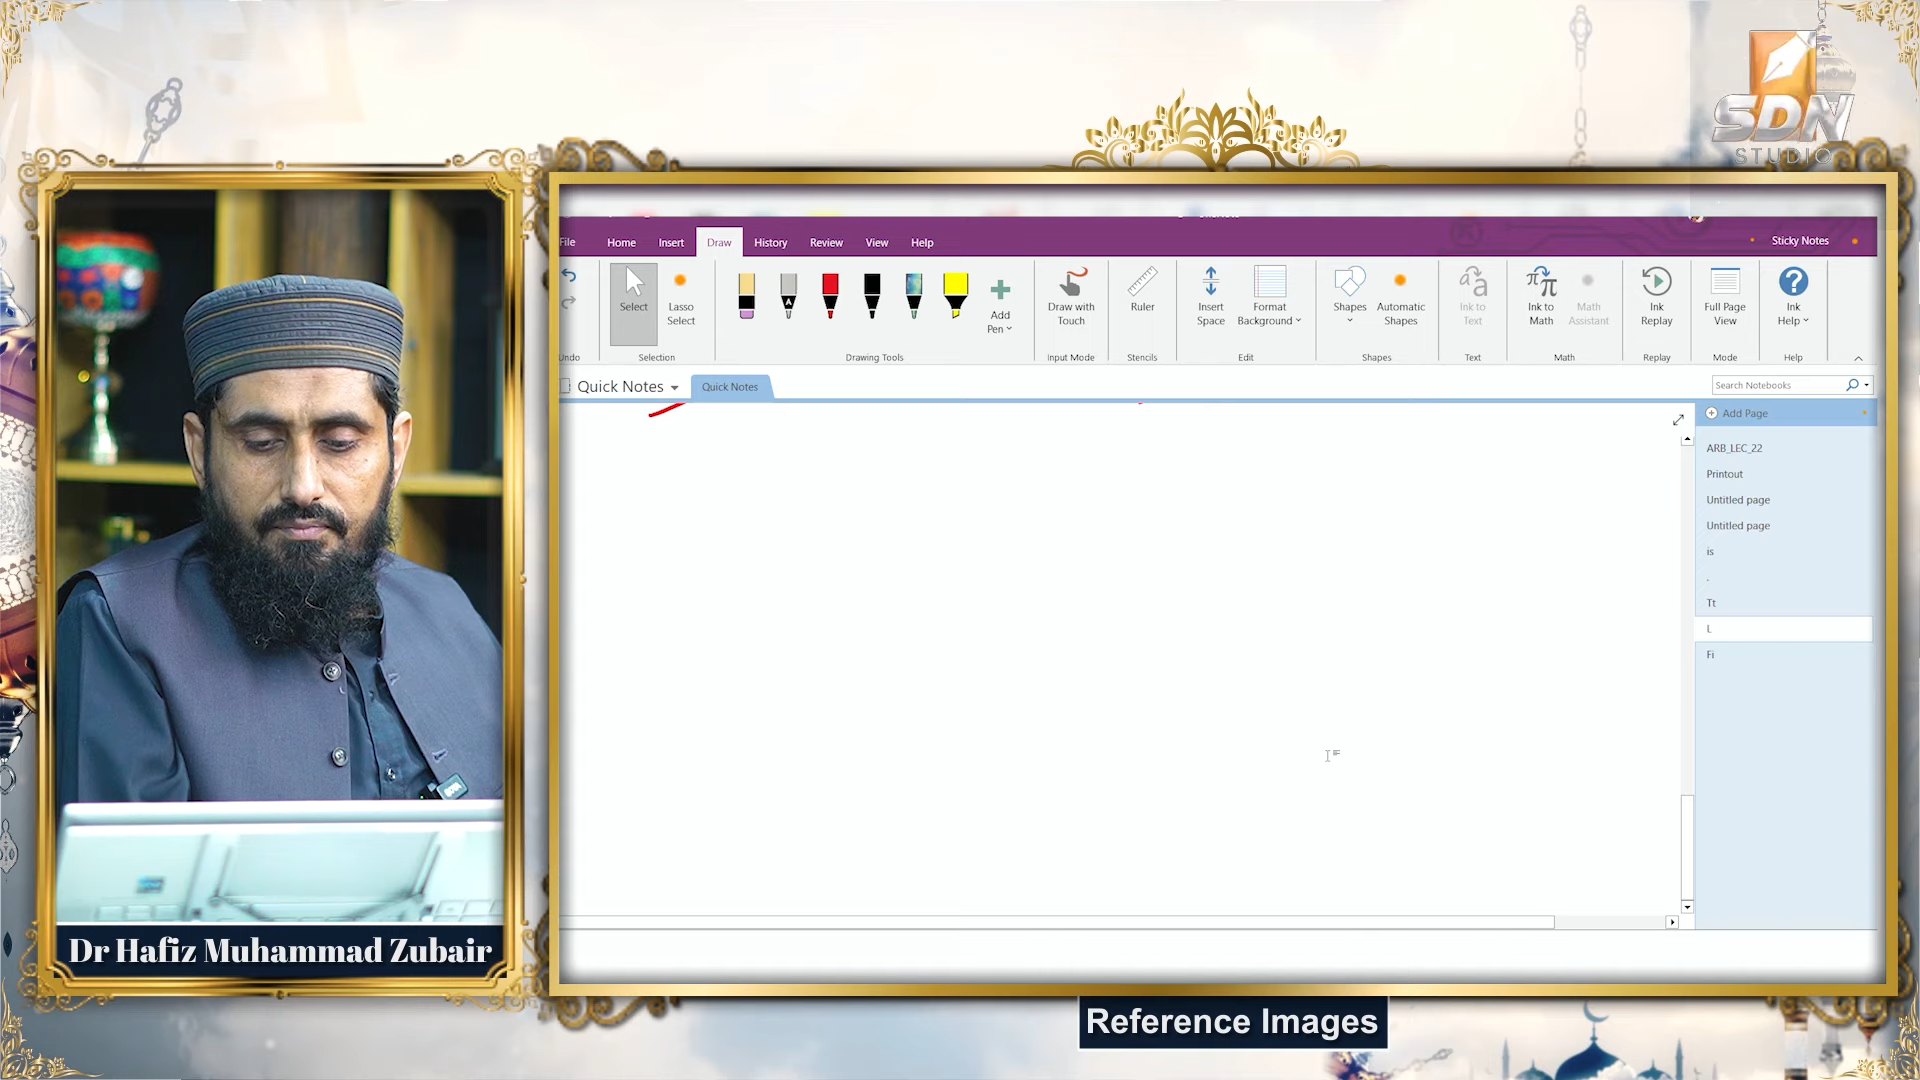 SDN
STUDIO
File Home Insert Draw History Review View Help
Sticky Notes
Select
Lasso
Select
Add
Pen
Draw with
Touch
Ruler
Insert
Space
Format
Background
Shapes
Automatic
Shapes
Ink to
Text
Ink to
Math
Math
Assistant
Ink
Replay
Full Page
View
Ink
Help
Undo Selection Drawing Tools Input Mode Stencils Edit Shapes Text Math Replay Mode Help
Quick Notes Quick Notes
Search Notebooks
Add Page
ARB_LEC_22
Printout
Untitled page
Untitled page
is
.
Tt
L
Fi
Dr Hafiz Muhammad Zubair
Reference Images